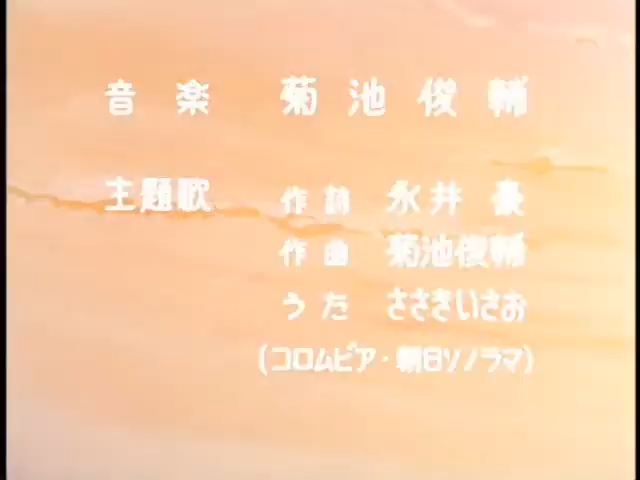 音楽 菊池俊輔
主題歌 作詞 永井豪
作曲 菊池俊輔
うた ささきいさお
(コロムビア・朝日ソノラマ)